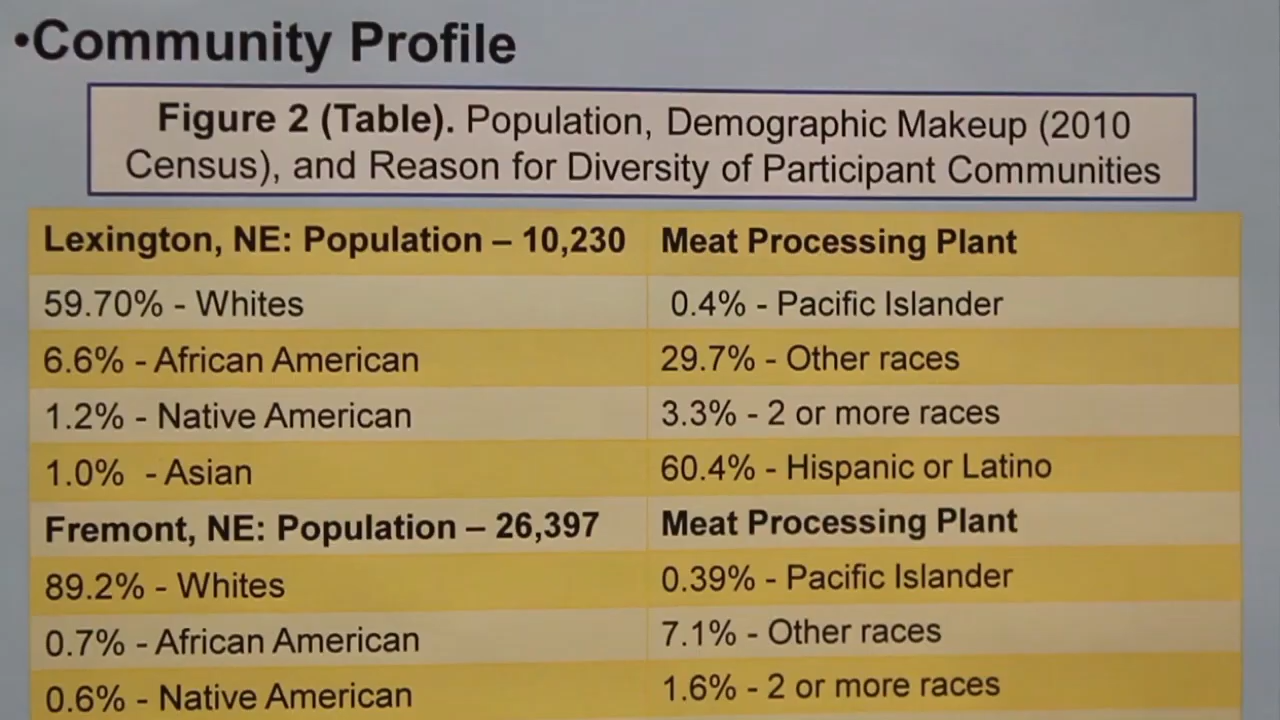 •Community Profile
Figure 2 (Table). Population, Demographic Makeup (2010
Census), and Reason for Diversity of Participant Communities
Lexington, NE: Population – 10,230 Meat Processing Plant
59.70% - Whites 0.4% - Pacific Islander
6.6% - African American 29.7% - Other races
1.2% - Native American 3.3% - 2 or more races
1.0% - Asian 60.4% - Hispanic or Latino
Fremont, NE: Population – 26,397 Meat Processing Plant
89.2% - Whites 0.39% - Pacific Islander
0.7% - African American 7.1% - Other races
0.6% - Native American 1.6% - 2 or more races